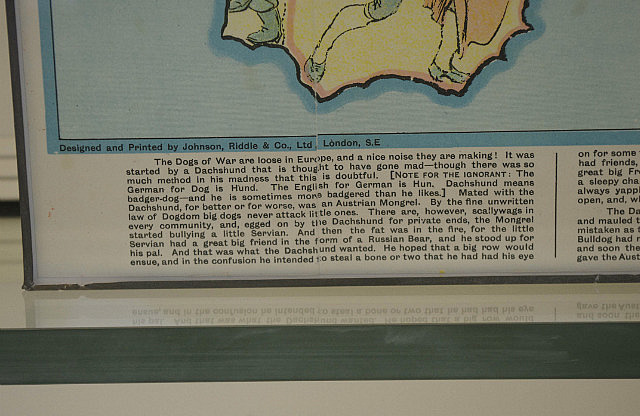 Designed and Printed by Johnson, Riddle & Co., Ltd London, S.E
The Dogs of War are loose in Europe, and a nice noise they are making! It was
started by a Dachshund that is thought to have gone mad—though there was so
much method in his madness that this is doubtful. [NOTE FOR THE IGNORANT: The
German for Dog is Hund. The English for German is Hun. Dachshund means
badger-dog—and he is sometimes more badgered than he likes.] Mated with the
Dachshund, for better or for worse, was an Austrian Mongrel. By the fine unwritten
law of Dogdom big dogs never attack little ones. There are, however, scallywags in
every community, and, egged on by the Dachshund for private ends, the Mongrel
started bullying a little Servian. And then the fat was in the fire, for the little
Servian had a great big friend in the form of a Russian Bear, and he stood up for
his pal. And that was what the Dachshund wanted. He hoped that a big row would
ensue, and in the confusion he intended to steal a bone or two that he had had his eye
on for some
had friends,
great big Fre
a sleepy cha
always yapp
open, and, w
The Da
and mauled t
mistaken as
Bulldog had
and soon the
gave the Aust